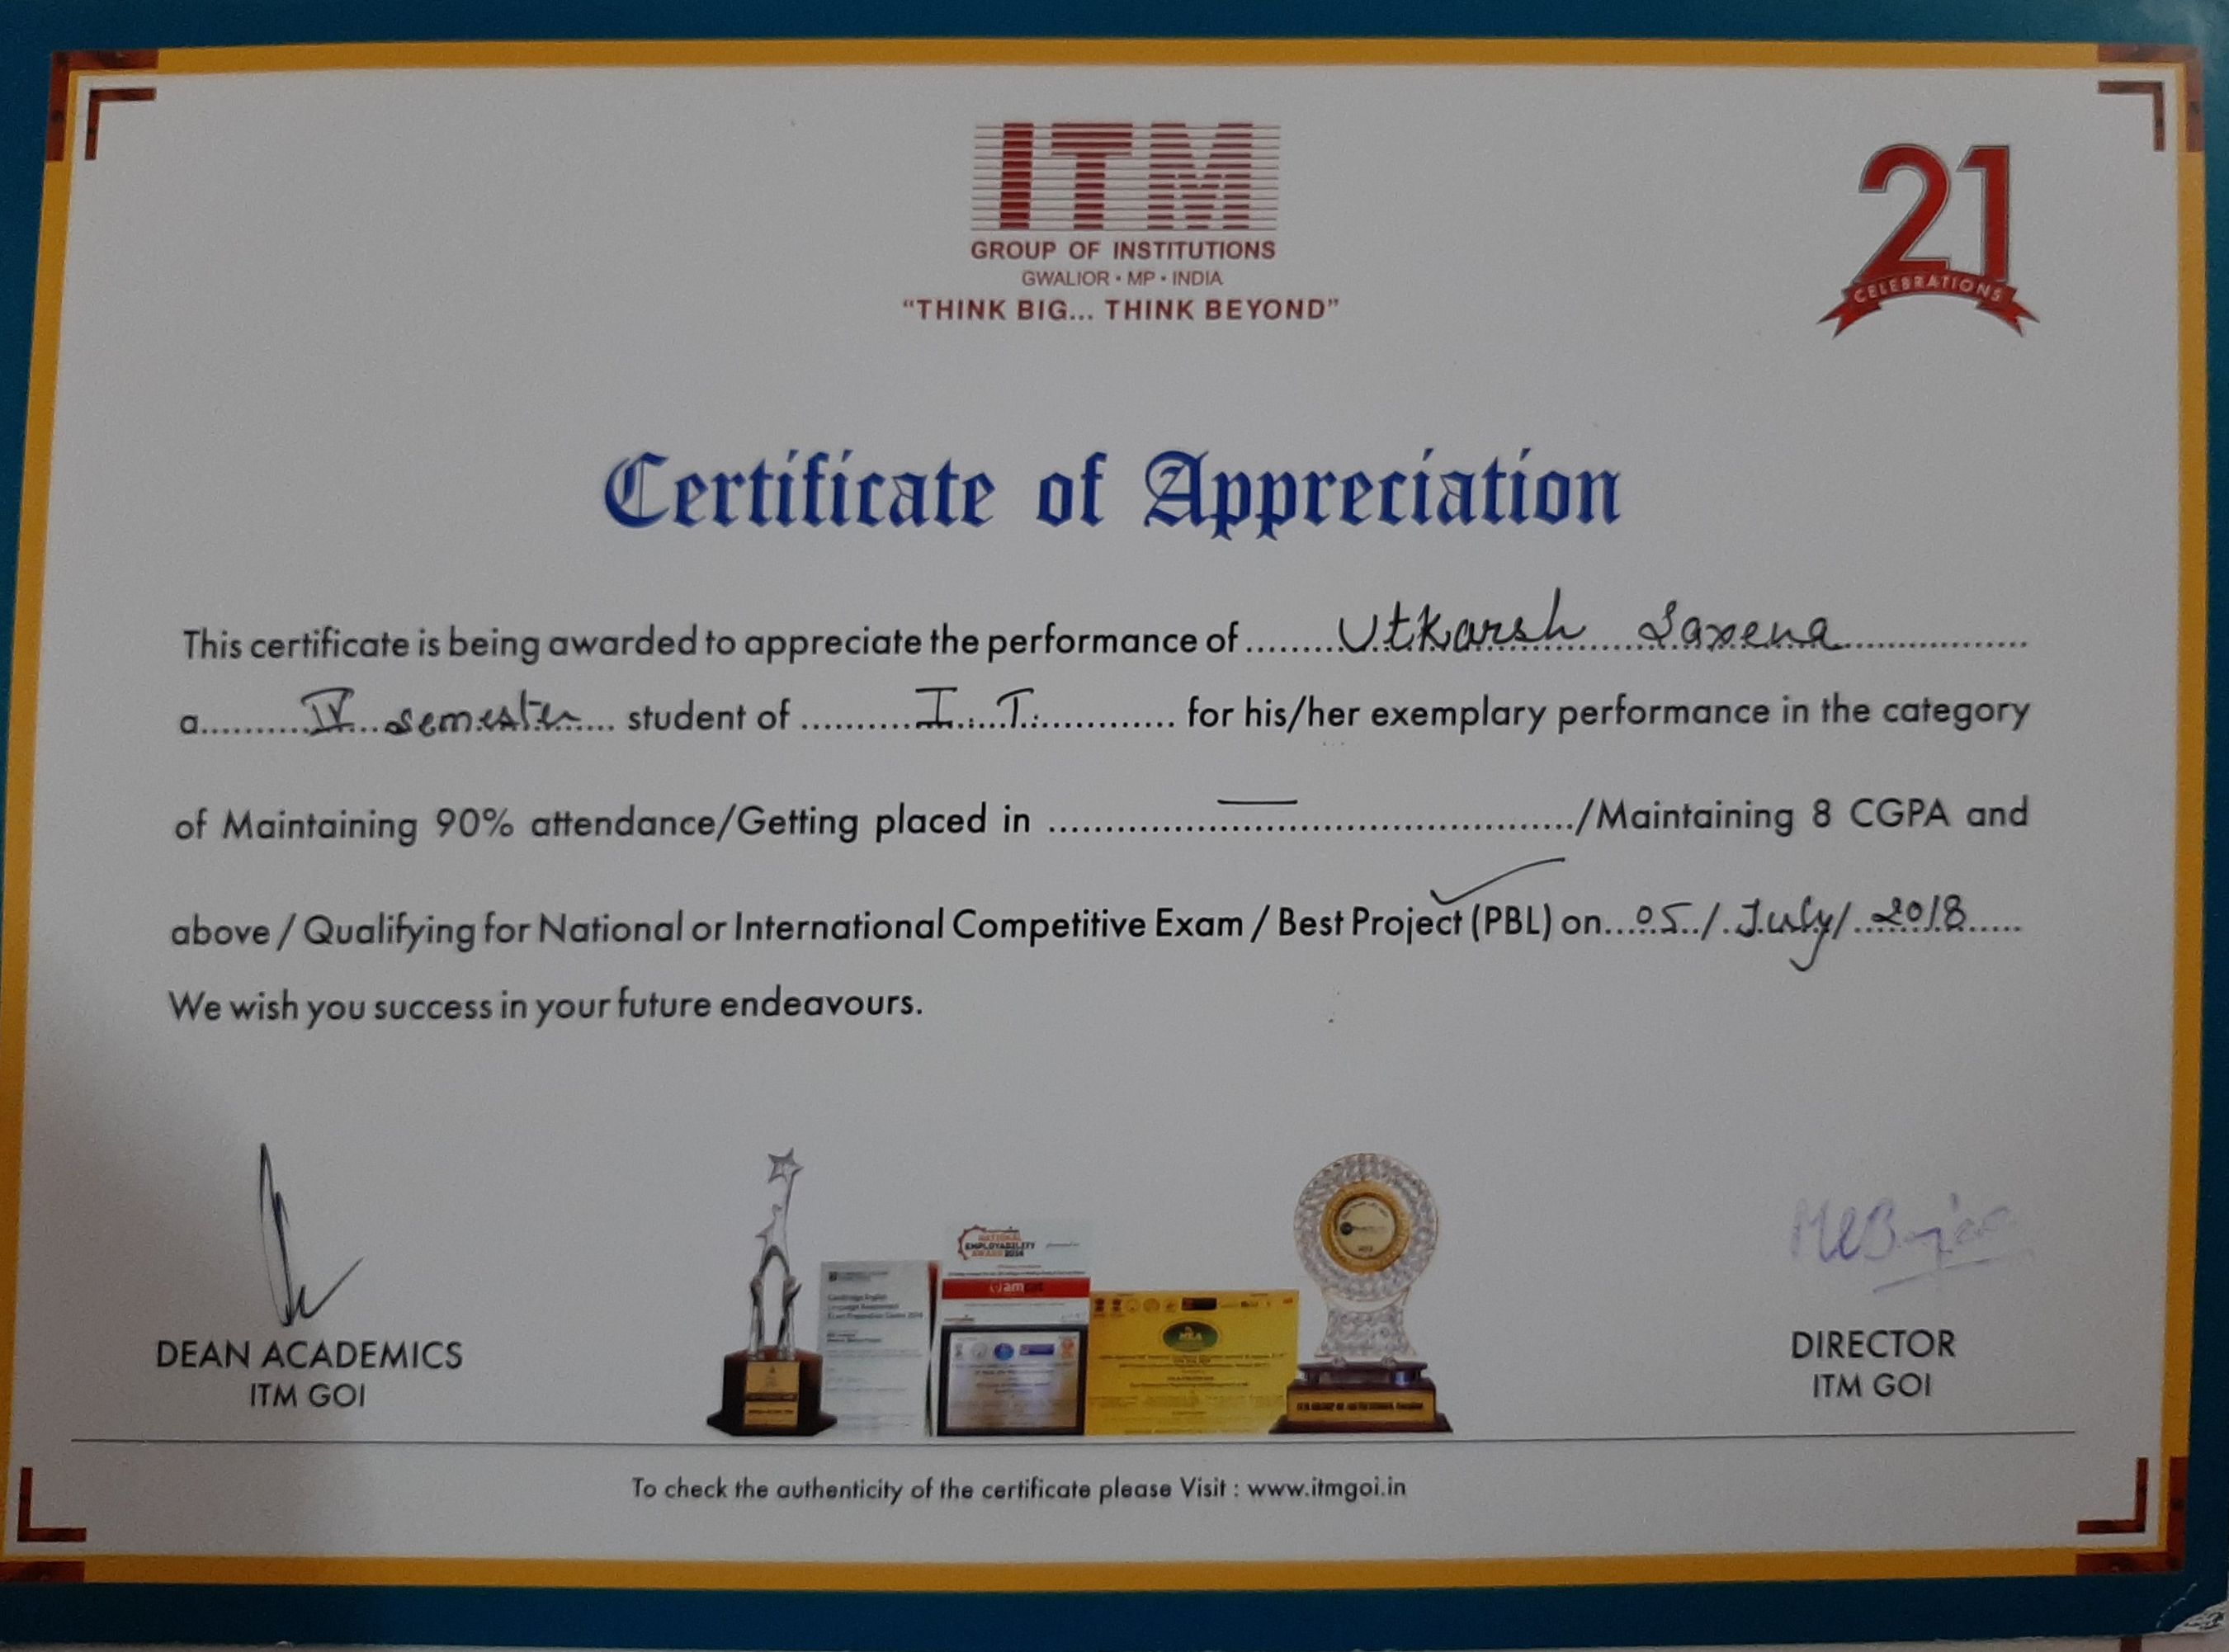 ITM
GROUP OF INSTITUTIONS
GWALIOR • MP • INDIA
"THINK BIG... THINK BEYOND"
21
CELEBRATIONS
Certificate of Appreciation
This certificate is being awarded to appreciate the performance of ........Utkarsh Saxena................
a..........IV semester.... student of ..........I.T............. for his/her exemplary performance in the category
of Maintaining 90% attendance/Getting placed in .........—............../Maintaining 8 CGPA and
above / Qualifying for National or International Competitive Exam / Best Project (PBL) on...05/July/2018.....
We wish you success in your future endeavours.
DEAN ACADEMICS
ITM GOI
NATIONAL
EMPLOYABILITY
DIRECTOR
ITM GOI
To check the authenticity of the certificate please Visit : www.itmgoi.in